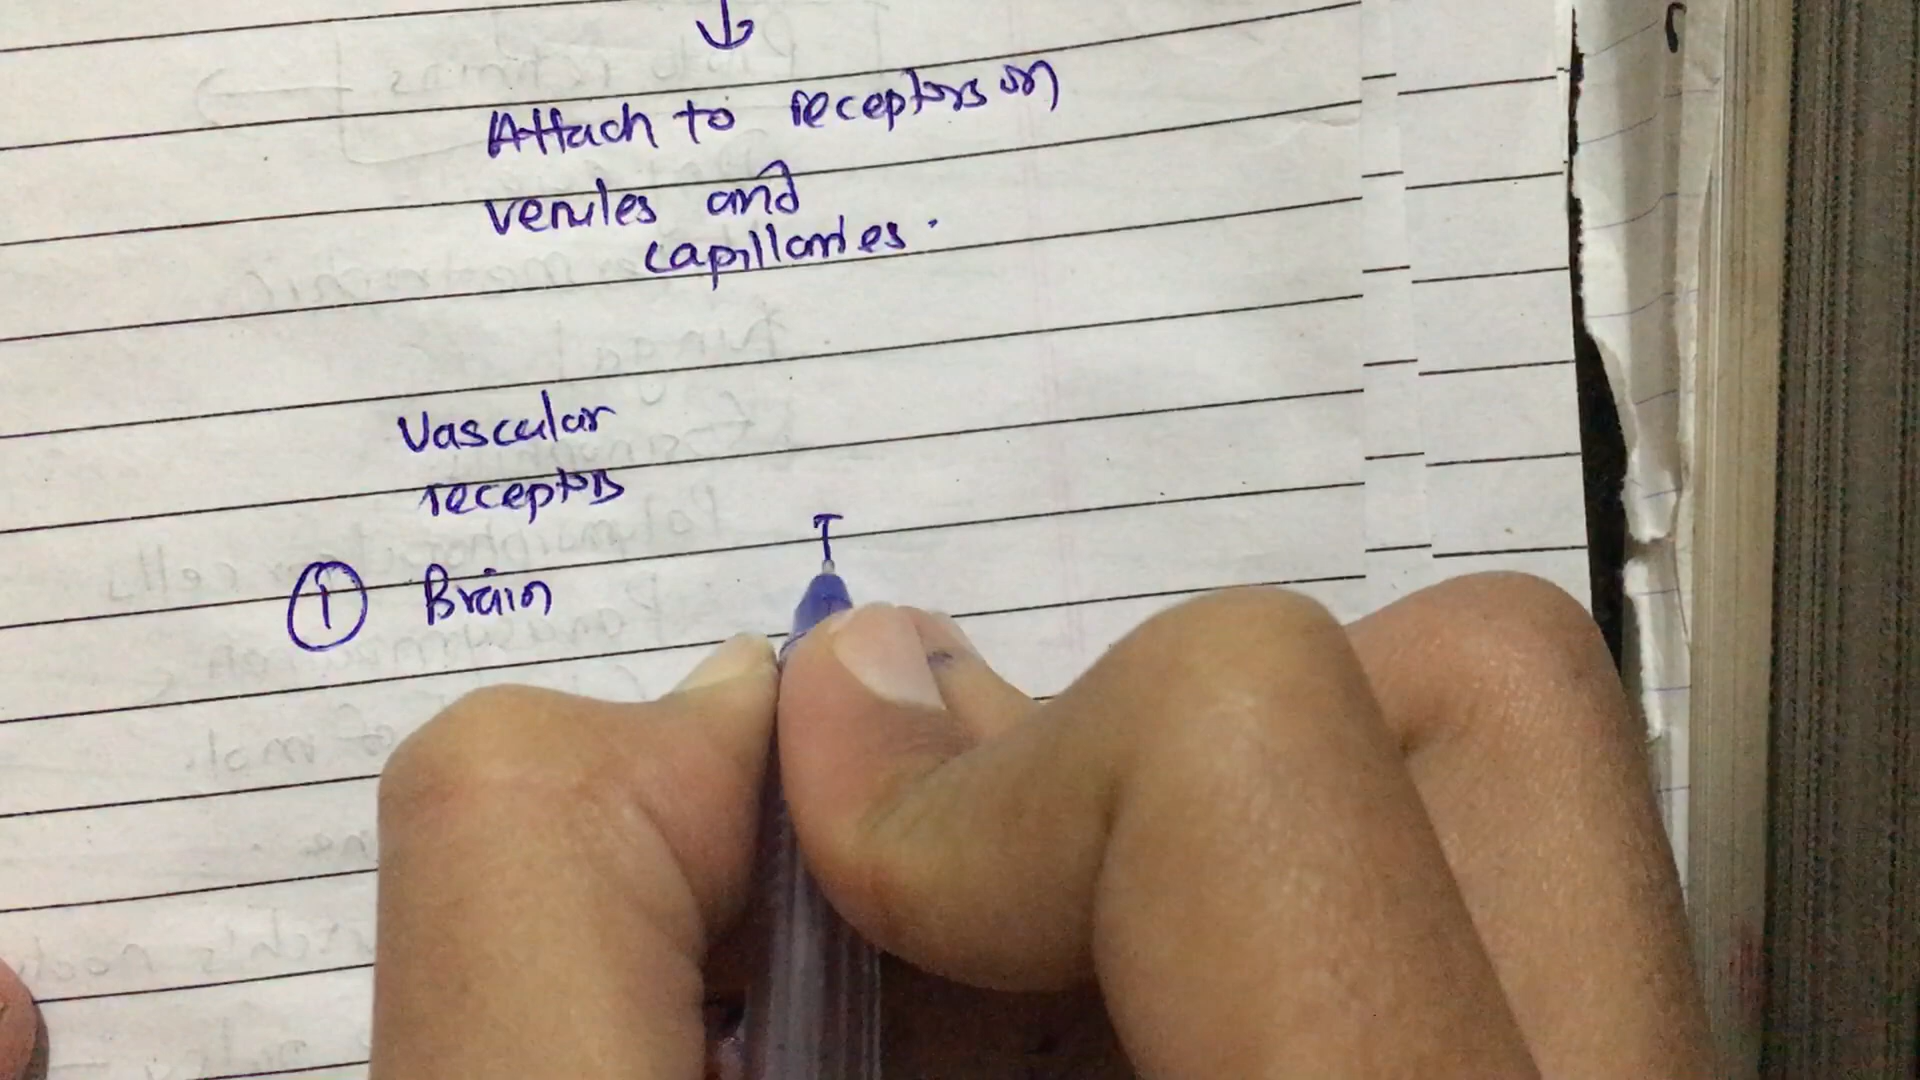 Attach to receptors on
venules and
capillaries.
Vascular
receptors
① Brain I